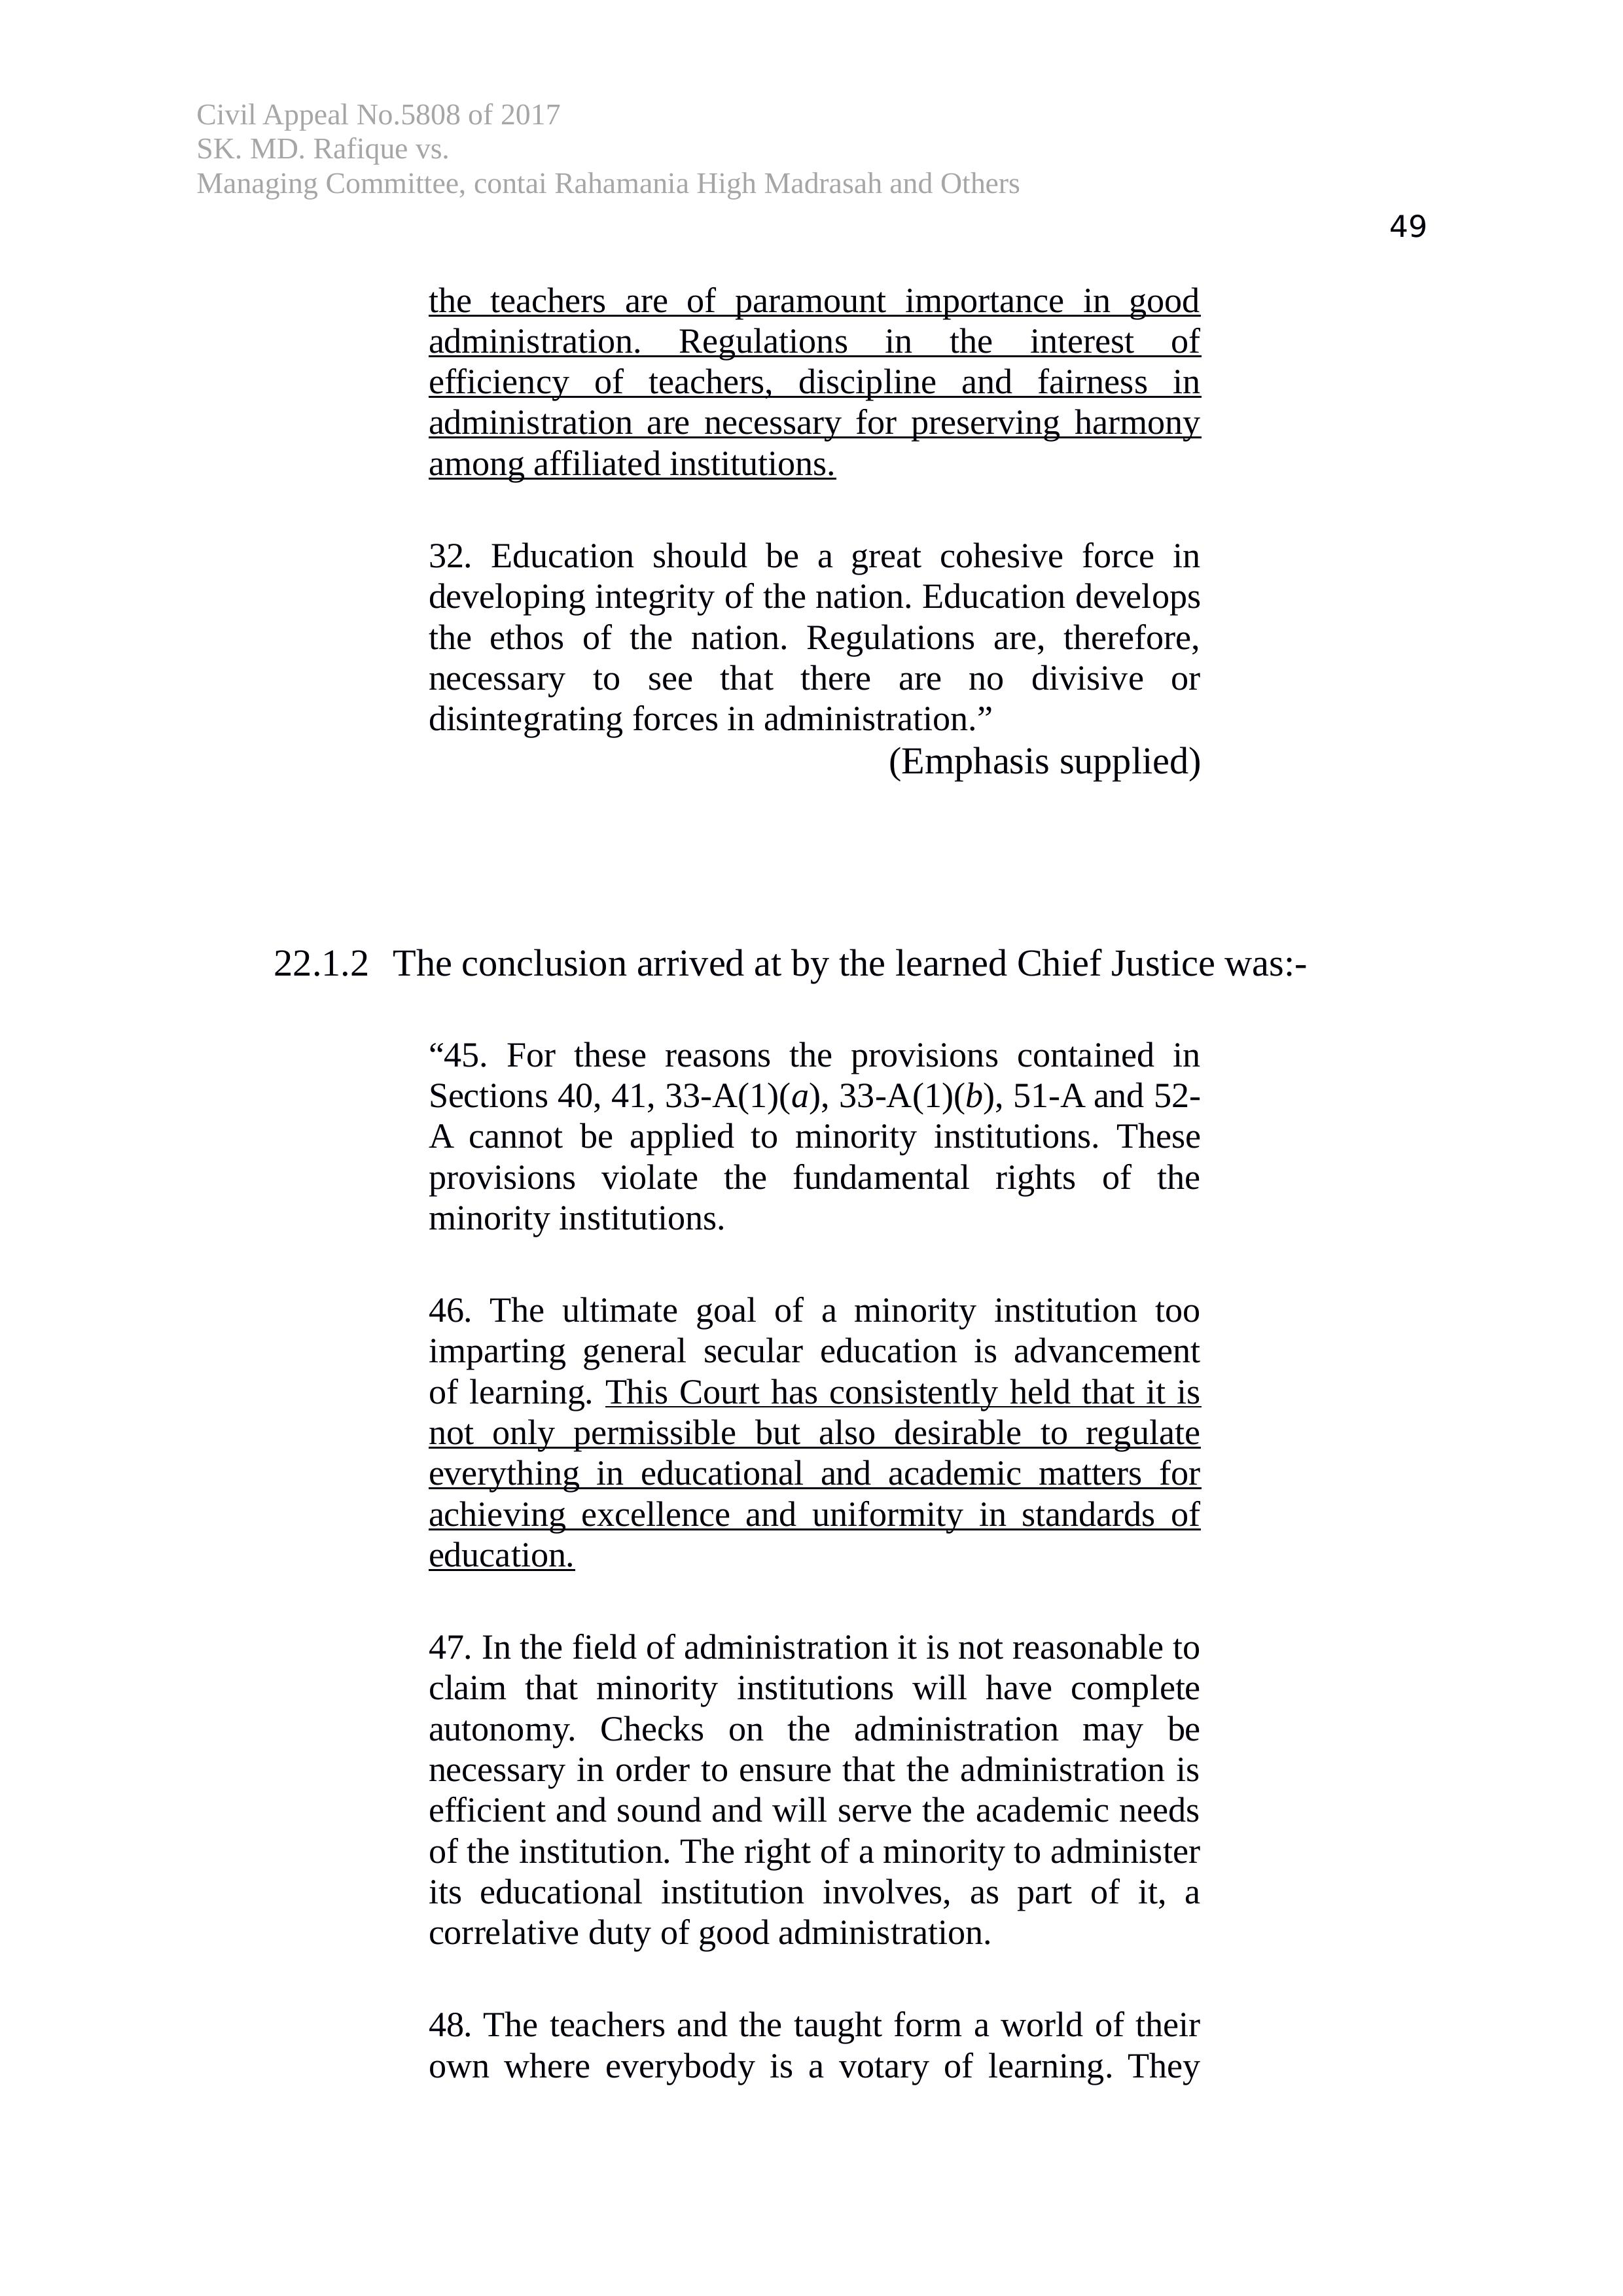 Civil Appeal No.5808 of 2017
SK. MD. Rafique vs.
Managing Committee, contai Rahamania High Madrasah and Others
49
the teachers are of paramount importance in good
administration. Regulations in the interest of
efficiency of teachers, discipline and fairness in
administration are necessary for preserving harmony
among affiliated institutions.
32. Education should be a great cohesive force in
developing integrity of the nation. Education develops
the ethos of the nation. Regulations are, therefore,
necessary to see that there are no divisive or
disintegrating forces in administration.”
(Emphasis supplied)
22.1.2 The conclusion arrived at by the learned Chief Justice was:-
“45. For these reasons the provisions contained in
Sections 40, 41, 33-A(1)(a), 33-A(1)(b), 51-A and 52-
A cannot be applied to minority institutions. These
provisions violate the fundamental rights of the
minority institutions.
46. The ultimate goal of a minority institution too
imparting general secular education is advancement
of learning. This Court has consistently held that it is
not only permissible but also desirable to regulate
everything in educational and academic matters for
achieving excellence and uniformity in standards of
education.
47. In the field of administration it is not reasonable to
claim that minority institutions will have complete
autonomy. Checks on the administration may be
necessary in order to ensure that the administration is
efficient and sound and will serve the academic needs
of the institution. The right of a minority to administer
its educational institution involves, as part of it, a
correlative duty of good administration.
48. The teachers and the taught form a world of their
own where everybody is a votary of learning. They